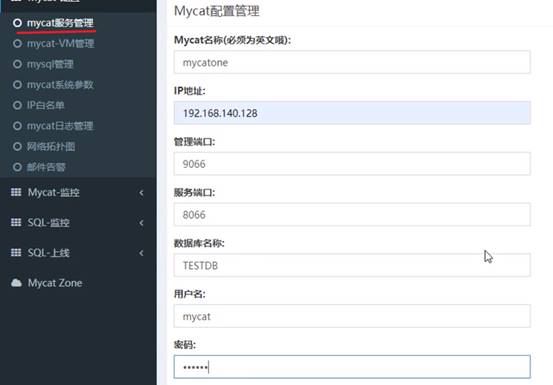 mycat服务管理
mycat-VM管理
mysql管理
mycat系统参数
IP白名单
mycat日志管理
网络拓扑图
邮件告警
Mycat-监控
SQL-监控
SQL-上线
Mycat Zone
Mycat配置管理
Mycat名称(必须为英文哦):
mycatone
IP地址:
192.168.140.128
管理端口:
9066
服务端口:
8066
数据库名称:
TESTDB
用户名:
mycat
密码:
••••••